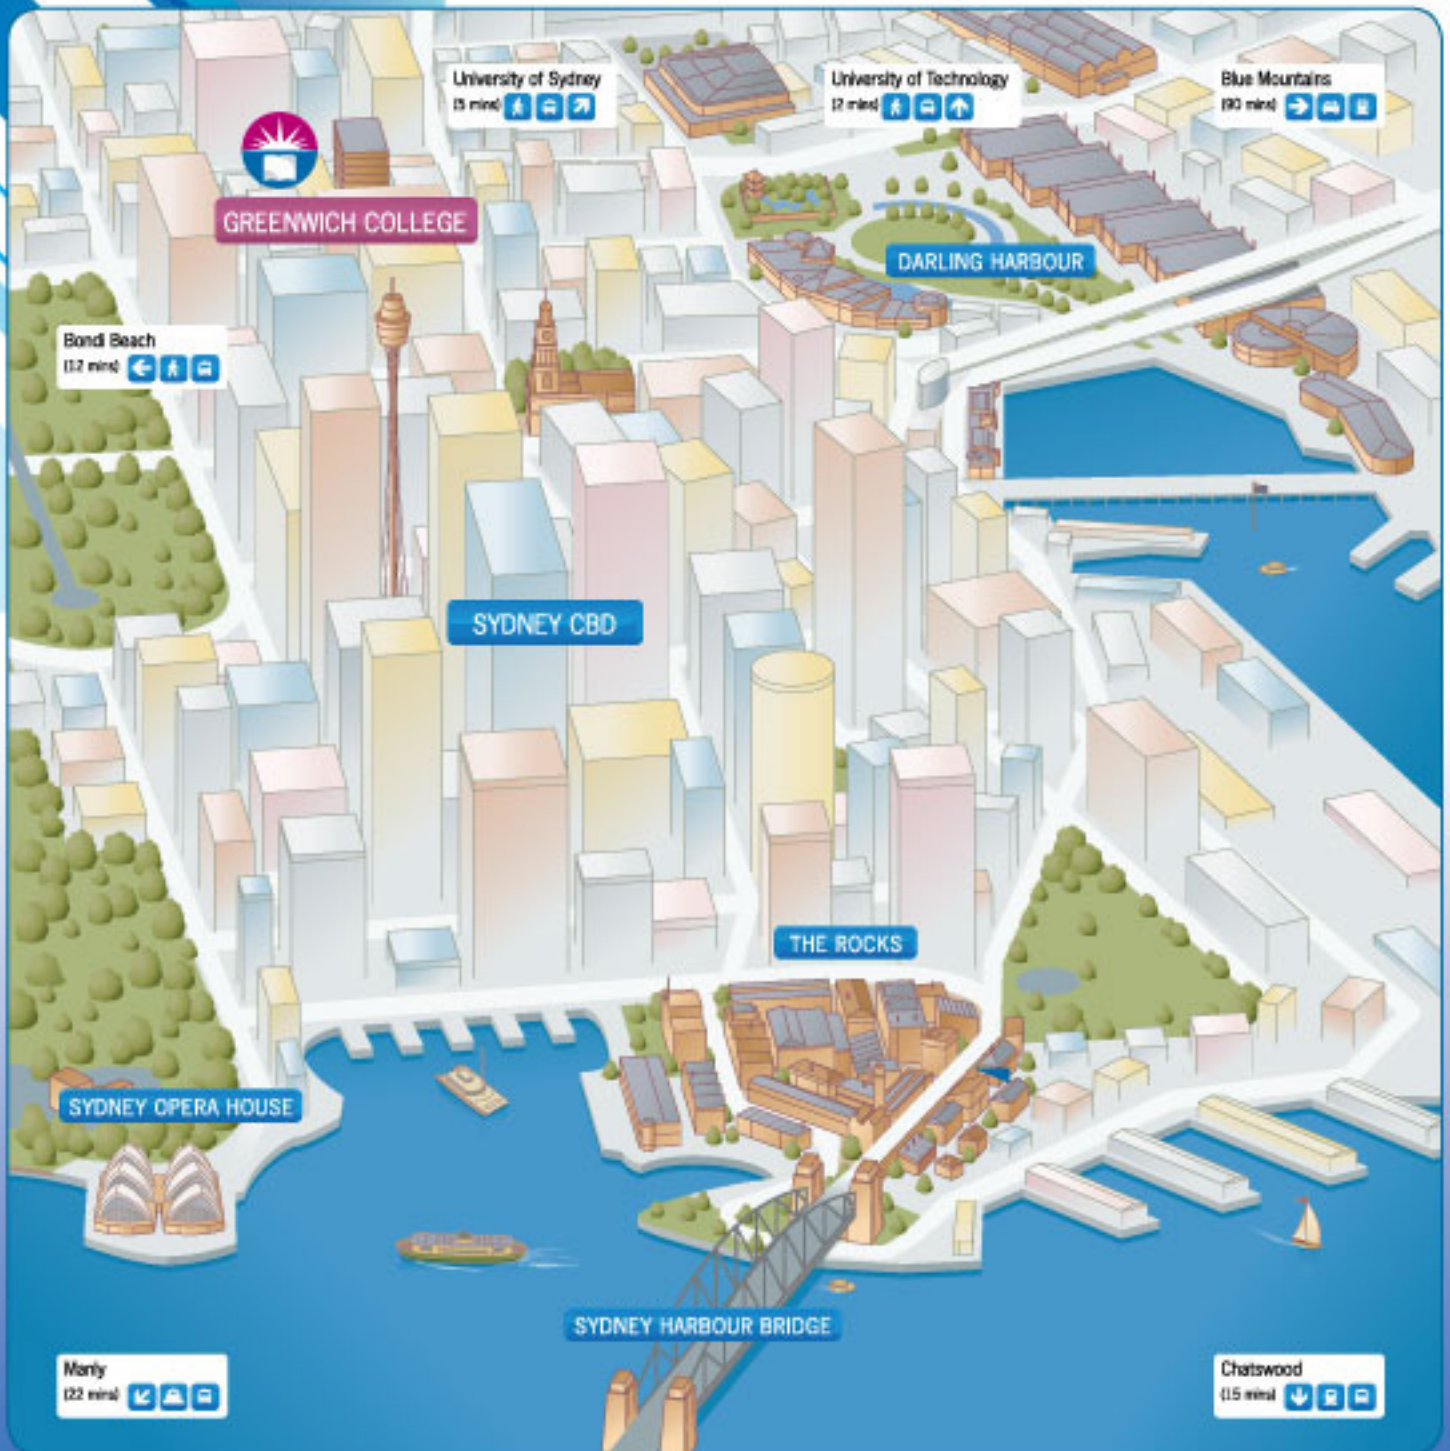 University of Sydney
(5 mins)
University of Technology
(2 mins)
Blue Mountains
(90 mins)
GREENWICH COLLEGE
DARLING HARBOUR
Bondi Beach
(12 mins)
SYDNEY CBD
THE ROCKS
SYDNEY OPERA HOUSE
SYDNEY HARBOUR BRIDGE
Manly
(22 mins)
Chatswood
(15 mins)